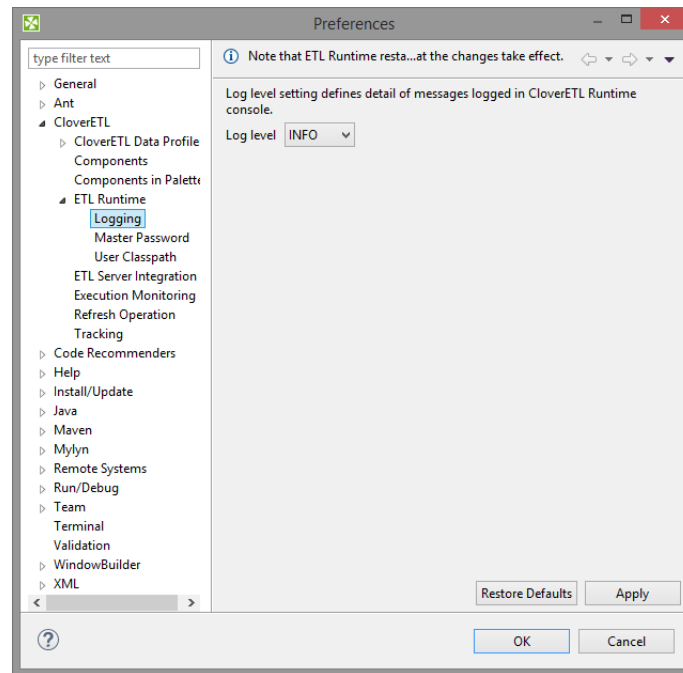 Preferences
type filter text
Note that ETL Runtime resta...at the changes take effect.
General
Ant
CloverETL
CloverETL Data Profile
Components
Components in Palette
ETL Runtime
Logging
Master Password
User Classpath
ETL Server Integration
Execution Monitoring
Refresh Operation
Tracking
Code Recommenders
Help
Install/Update
Java
Maven
Mylyn
Remote Systems
Run/Debug
Team
Terminal
Validation
WindowBuilder
XML
Log level setting defines detail of messages logged in CloverETL Runtime
console.
Log level INFO
Restore Defaults Apply
OK Cancel